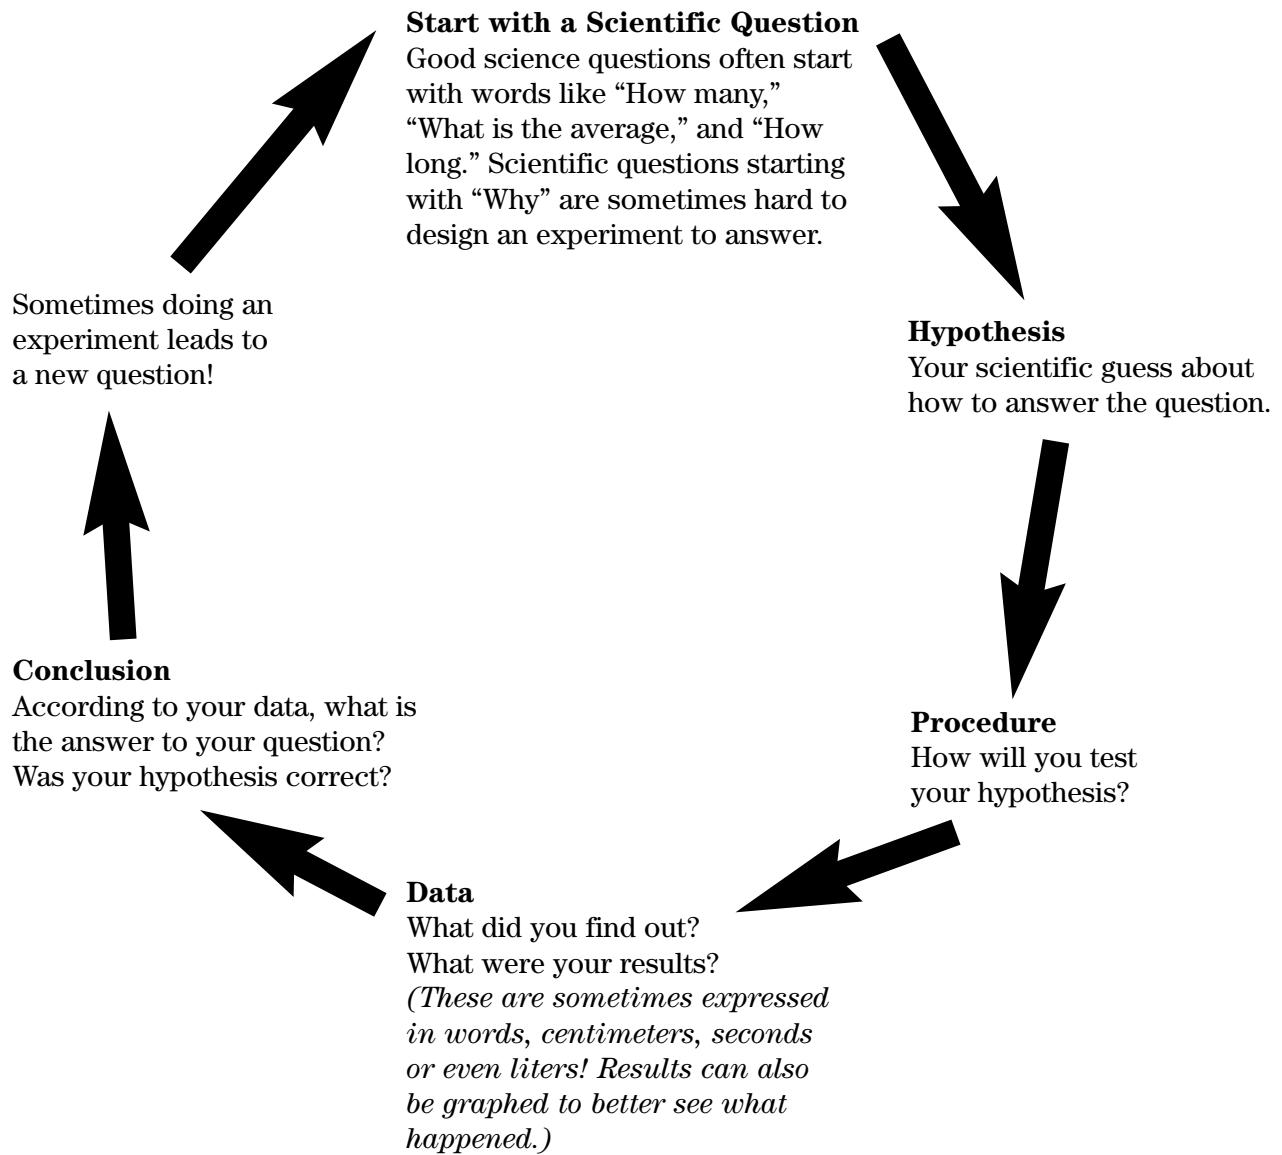 Start with a Scientific Question
Good science questions often start
with words like “How many,”
“What is the average,” and “How
long.” Scientific questions starting
with “Why” are sometimes hard to
design an experiment to answer.
Hypothesis
Your scientific guess about
how to answer the question.
Procedure
How will you test
your hypothesis?
Data
What did you find out?
What were your results?
(These are sometimes expressed
in words, centimeters, seconds
or even liters! Results can also
be graphed to better see what
happened.)
Conclusion
According to your data, what is
the answer to your question?
Was your hypothesis correct?
Sometimes doing an
experiment leads to
a new question!